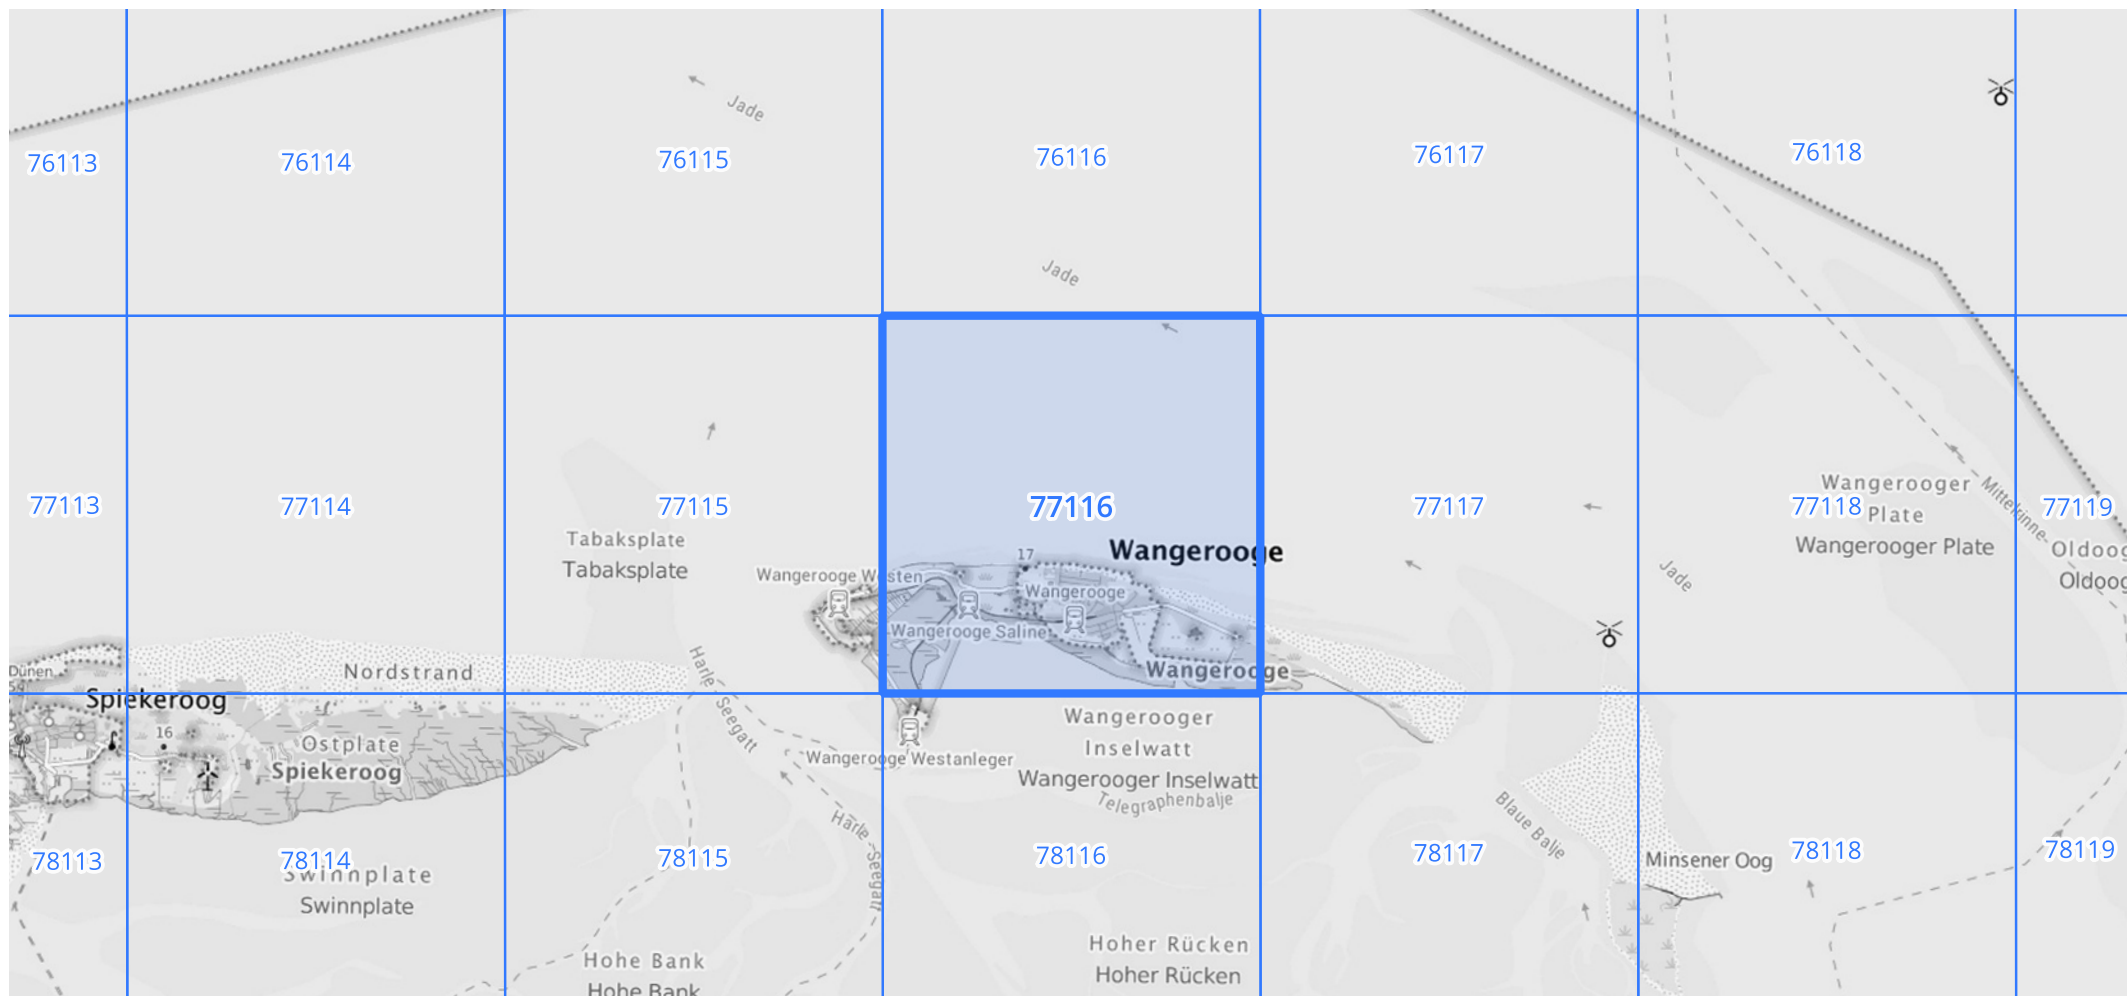 Jade
76113
76114
76115
76116
76117
76118
Jade
77113
77114
77115
77116
77117
77118
77119
Wangerooger
Plate
Wangerooger Plate
Mittelrinne
Oldoog
Oldoog
Tabaksplate
Tabaksplate
17
Wangerooge
Jade
Wangerooge Westen
Wangerooge
Wangerooge Saline
Wangerooge
Dünen
Nordstrand
Harle - Seegatt
Spiekeroog
16
Ostplate
Spiekeroog
Wangerooger
Inselwatt
Wangerooger Inselwatt
Wangerooge Westanleger
Telegraphenbalje
Harle - Seegatt
Blaue Balje
Minsener Oog
78113
78114
78115
78116
78117
78118
78119
Swinnplate
Swinnplate
Hohe Bank
Hohe Bank
Hoher Rücken
Hoher Rücken